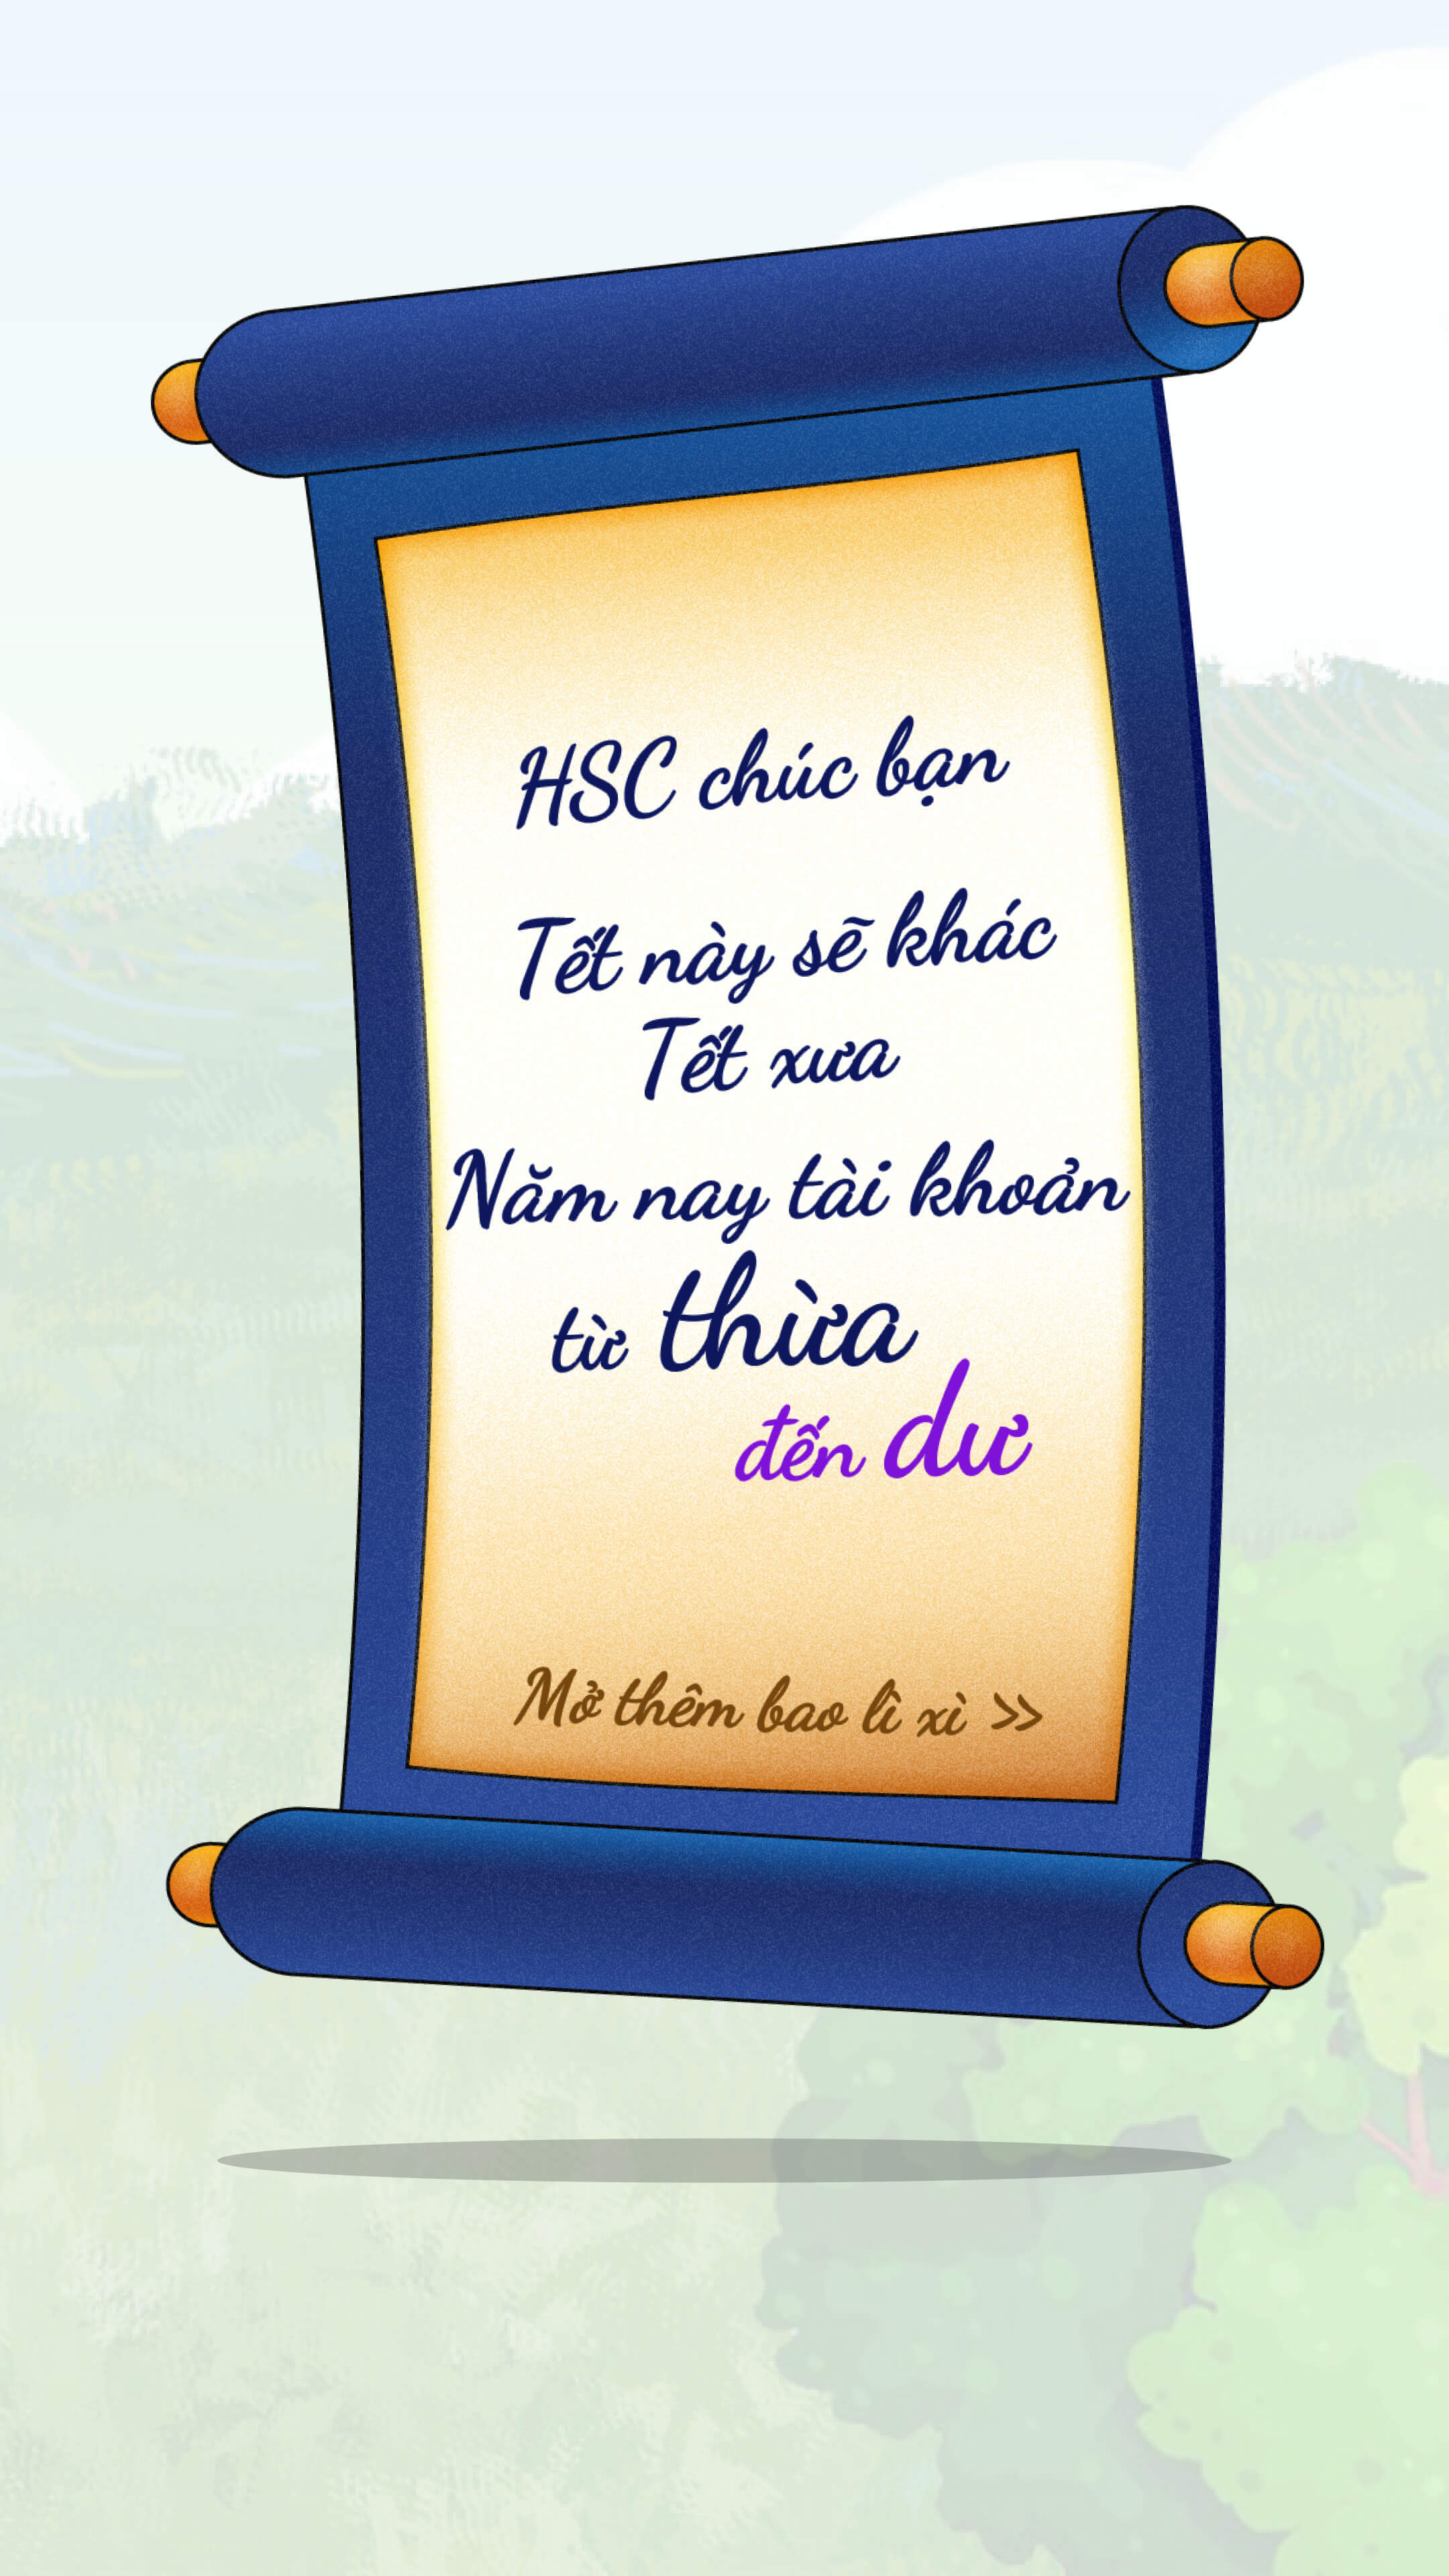 HSC chúc bạn
Tết này sẽ khác
Tết xưa
Năm nay tài khoản
từ thừa
đến dư
Mở thêm bao lì xì >>